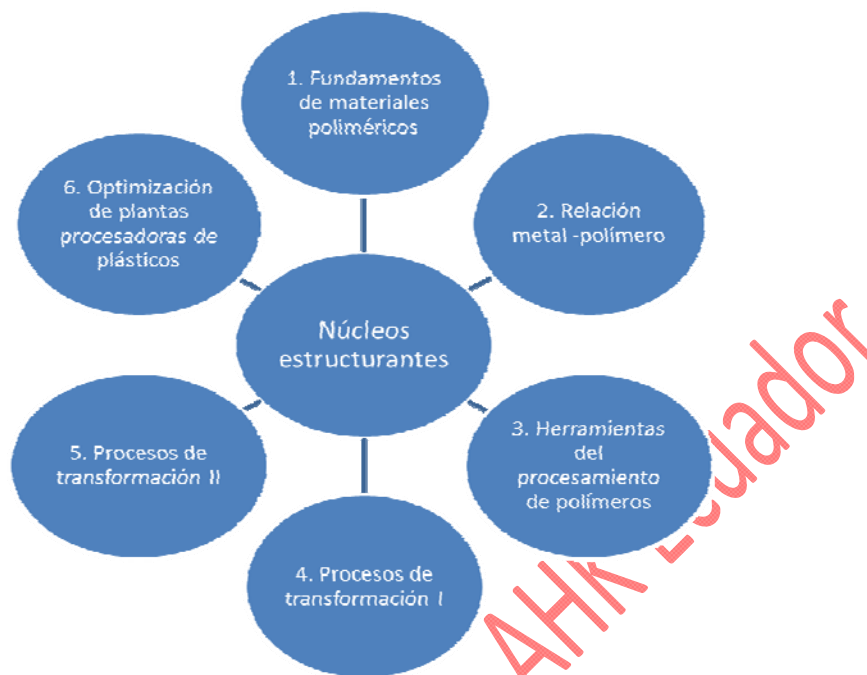 1. Fundamentos
de materiales
poliméricos
2. Relación
metal -polímero
3. Herramientas
del
procesamiento
de polímeros
4. Procesos de
transformación I
5. Procesos de
transformación II
6. Optimización
de plantas
procesadoras de
plásticos
Núcleos
estructurantes
AHK Ecuador